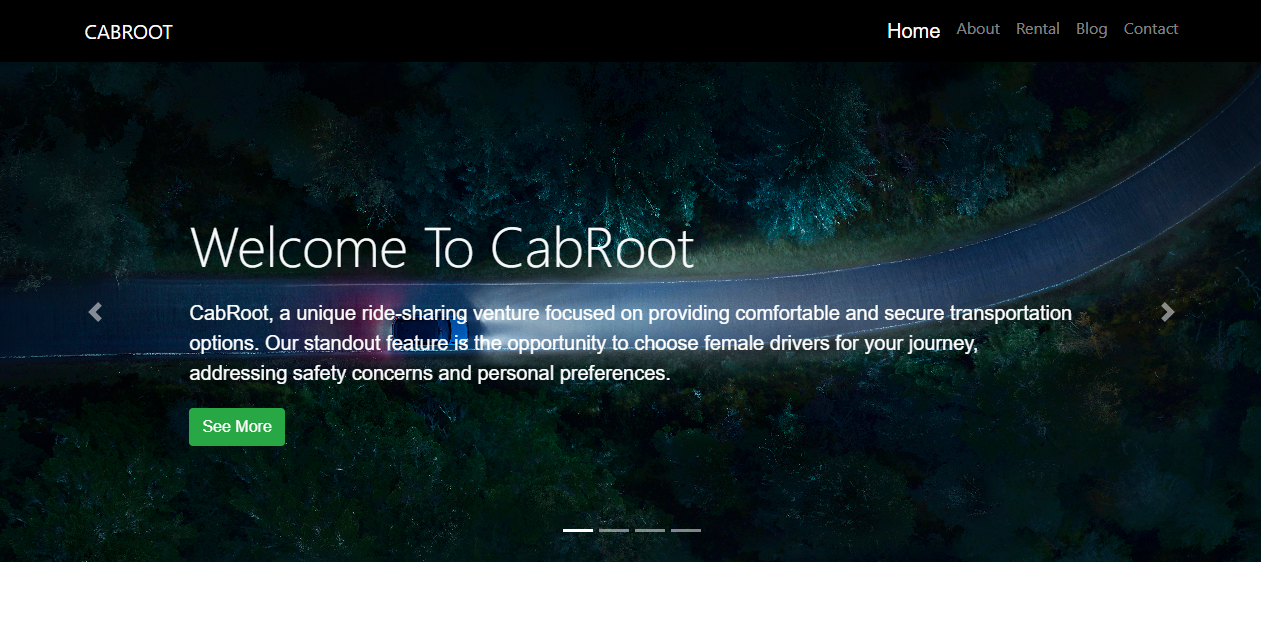 CABROOT
Home About Rental Blog Contact
Welcome To CabRoot
CabRoot, a unique ride-sharing venture focused on providing comfortable and secure transportation
options. Our standout feature is the opportunity to choose female drivers for your journey,
addressing safety concerns and personal preferences.
See More